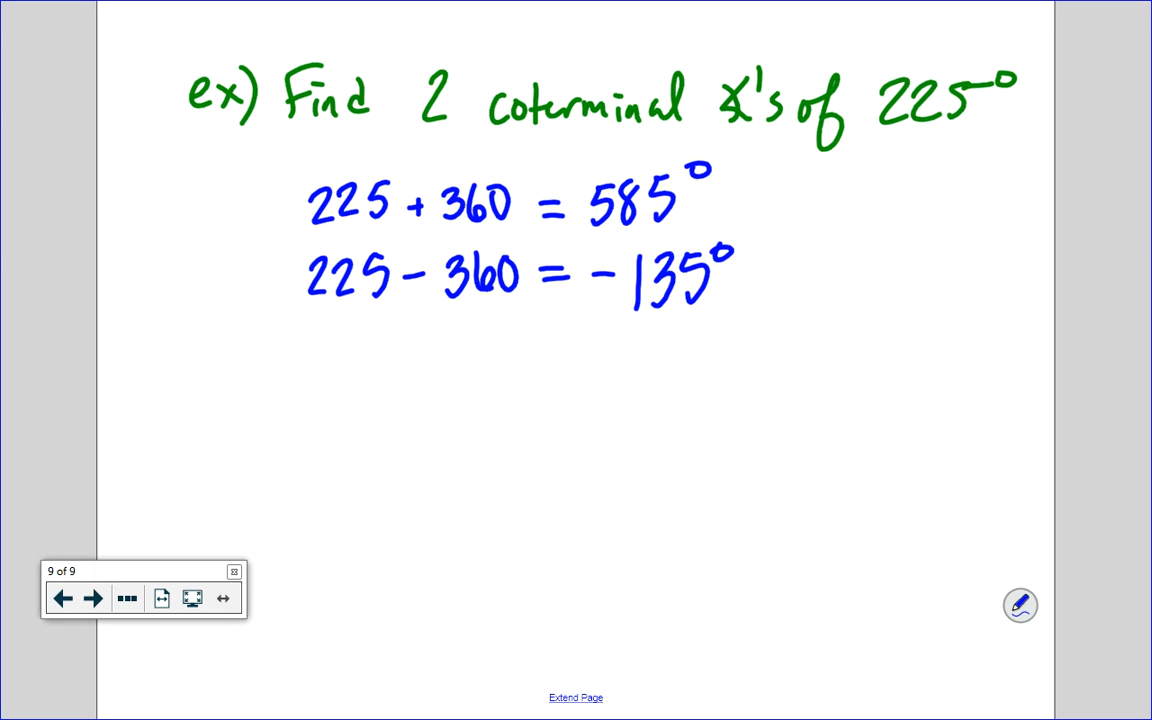 ex) Find 2 coterminal ∡'s of 225°
225 + 360 = 585°
225 - 360 = -135°
9 of 9
Extend Page